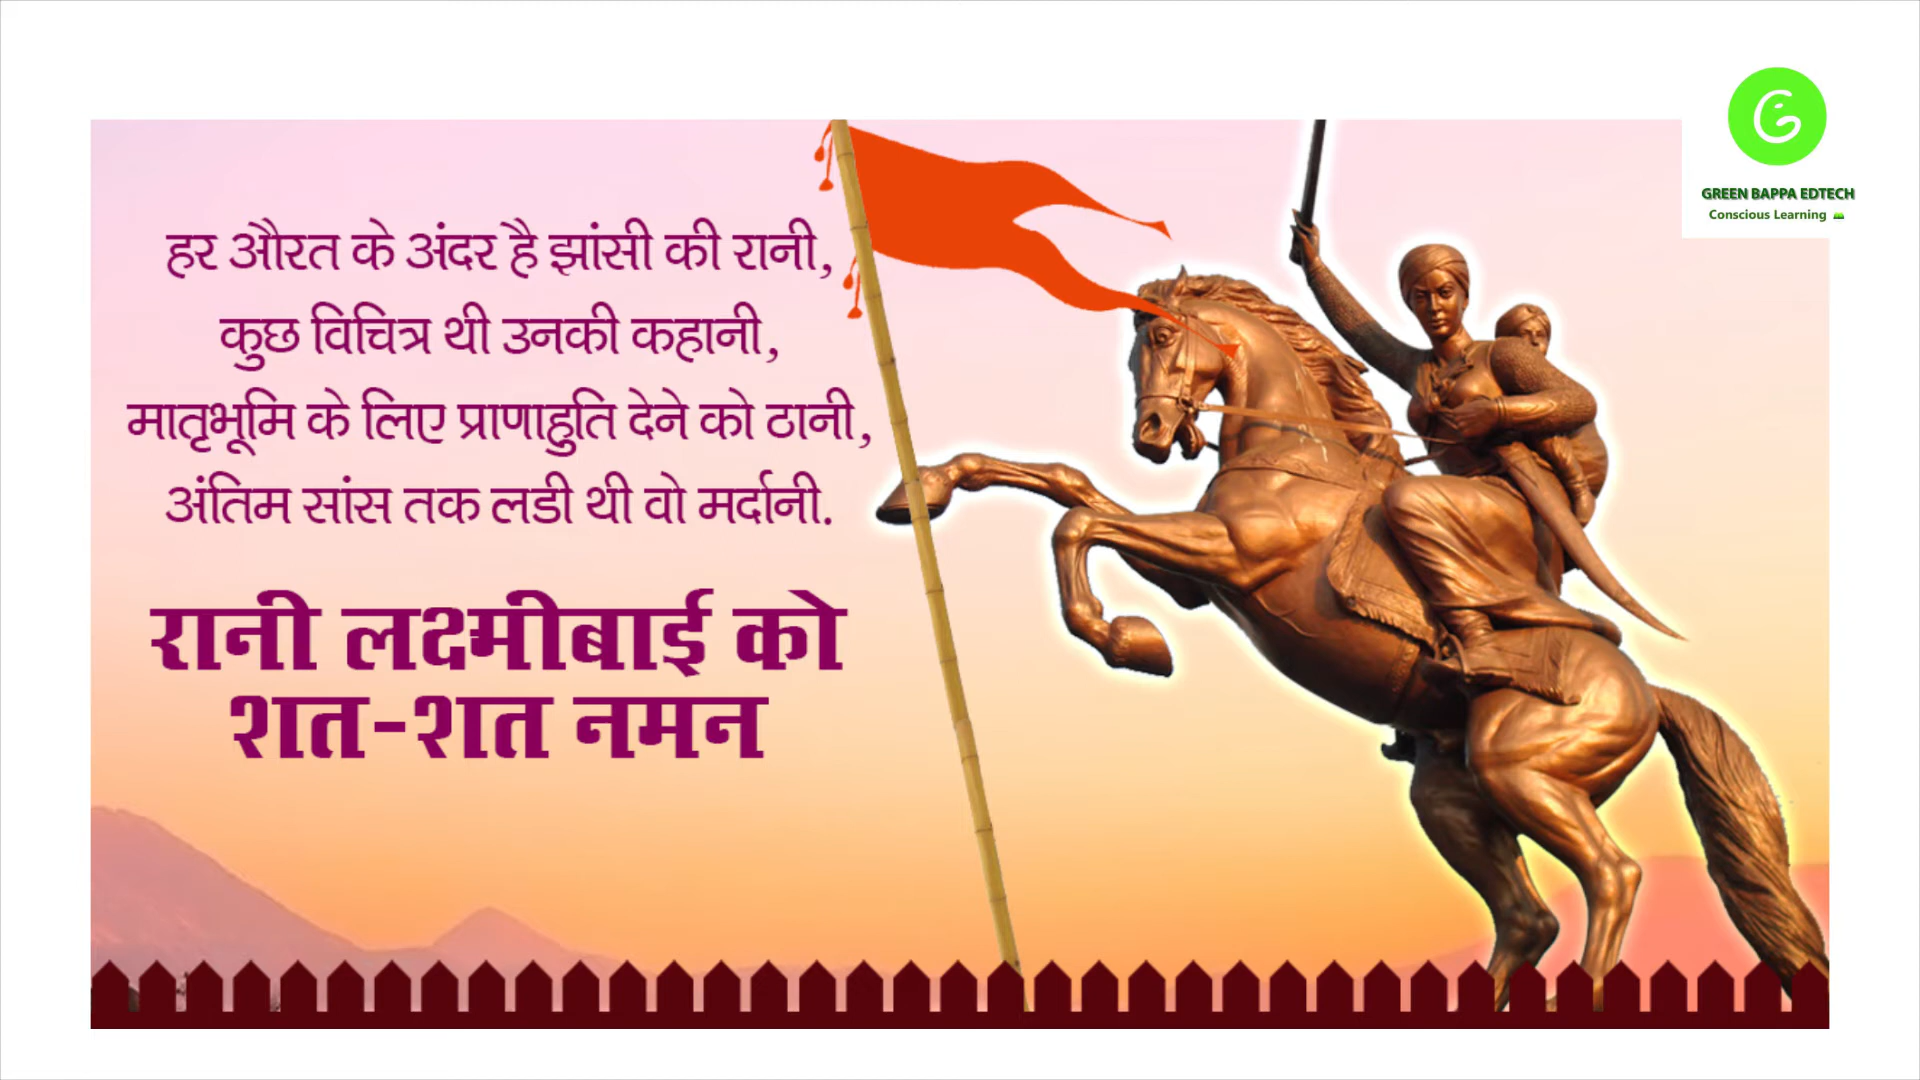 हर औरत के अंदर है झांसी की रानी,
कुछ विचित्र थी उनकी कहानी,
मातृभूमि के लिए प्राणाहुति देने को ठानी,
अंतिम सांस तक लडी थी वो मर्दानी.
रानी लक्ष्मीबाई को
शत-शत नमन
GREEN BAPPA EDTECH
Conscious Learning